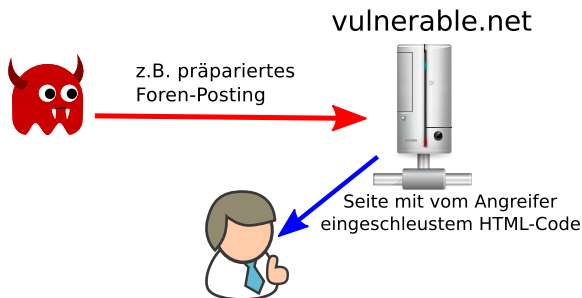 vulnerable.net
z.B. präpariertes
Foren-Posting
Seite mit vom Angreifer
eingeschleustem HTML-Code